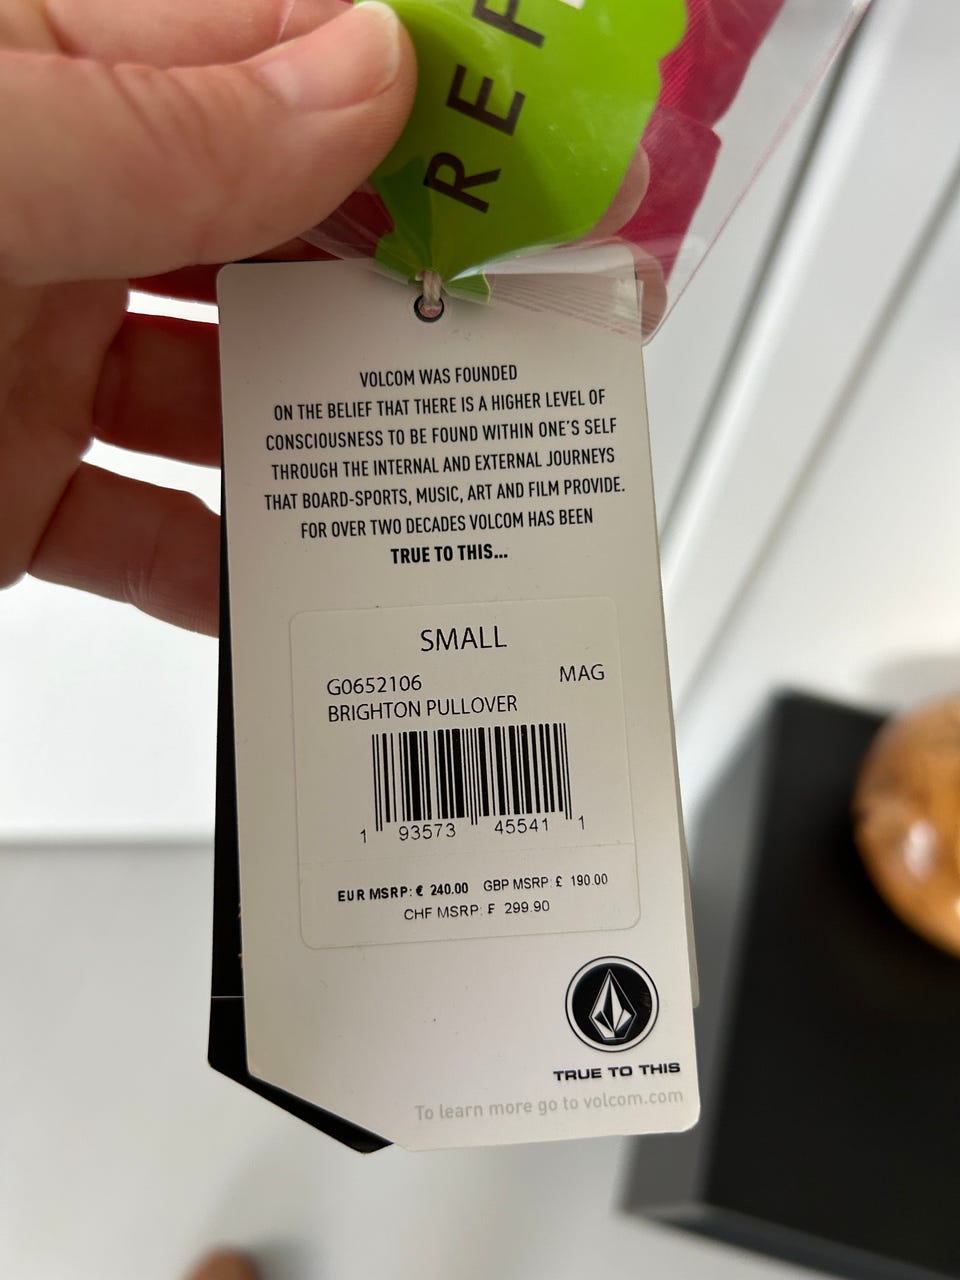 REP
VOLCOM WAS FOUNDED
ON THE BELIEF THAT THERE IS A HIGHER LEVEL OF
CONSCIOUSNESS TO BE FOUND WITHIN ONE'S SELF
THROUGH THE INTERNAL AND EXTERNAL JOURNEYS
THAT BOARD-SPORTS, MUSIC, ART AND FILM PROVIDE.
FOR OVER TWO DECADES VOLCOM HAS BEEN
TRUE TO THIS...
SMALL
G0652106 MAG
BRIGHTON PULLOVER
1 93573 45541 1
EUR MSRP: € 240.00 GBP MSRP: £ 190.00
CHF MSRP: ₣ 299.90
TRUE TO THIS
To learn more go to volcom.com